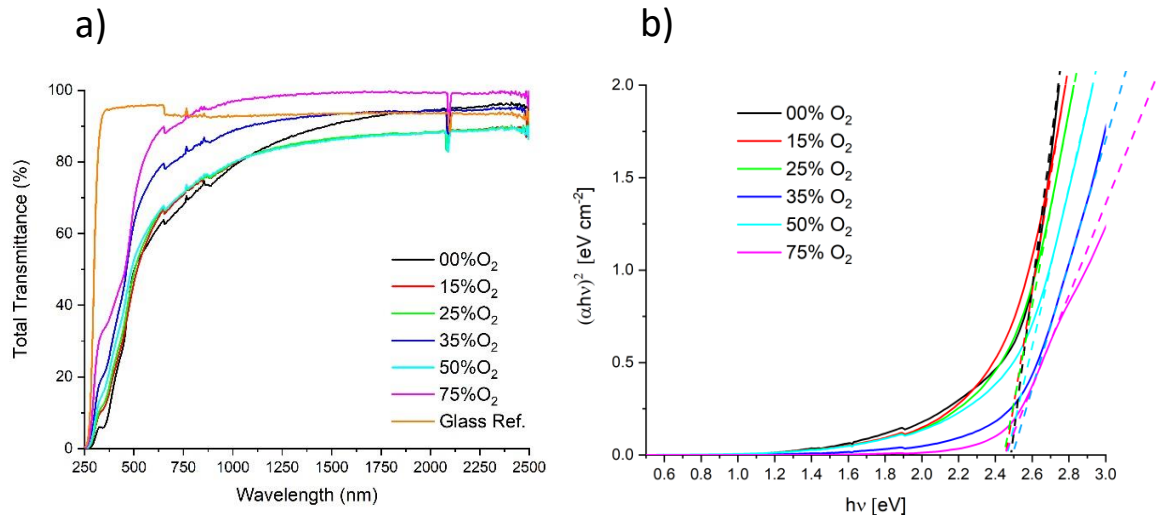 a)
b)
Total Transmittance (%)
100
80
60
40
20
0
250
500
750
1000
1250
1500
1750
2000
2250
2500
Wavelength (nm)
00%O₂
15%O₂
25%O₂
35%O₂
50%O₂
75%O₂
Glass Ref.
(αhν)² [eV cm⁻²]
2.0
1.5
1.0
0.5
0.0
0.6
0.8
1.0
1.2
1.4
1.6
1.8
2.0
2.2
2.4
2.6
2.8
3.0
hν [eV]
00% O₂
15% O₂
25% O₂
35% O₂
50% O₂
75% O₂